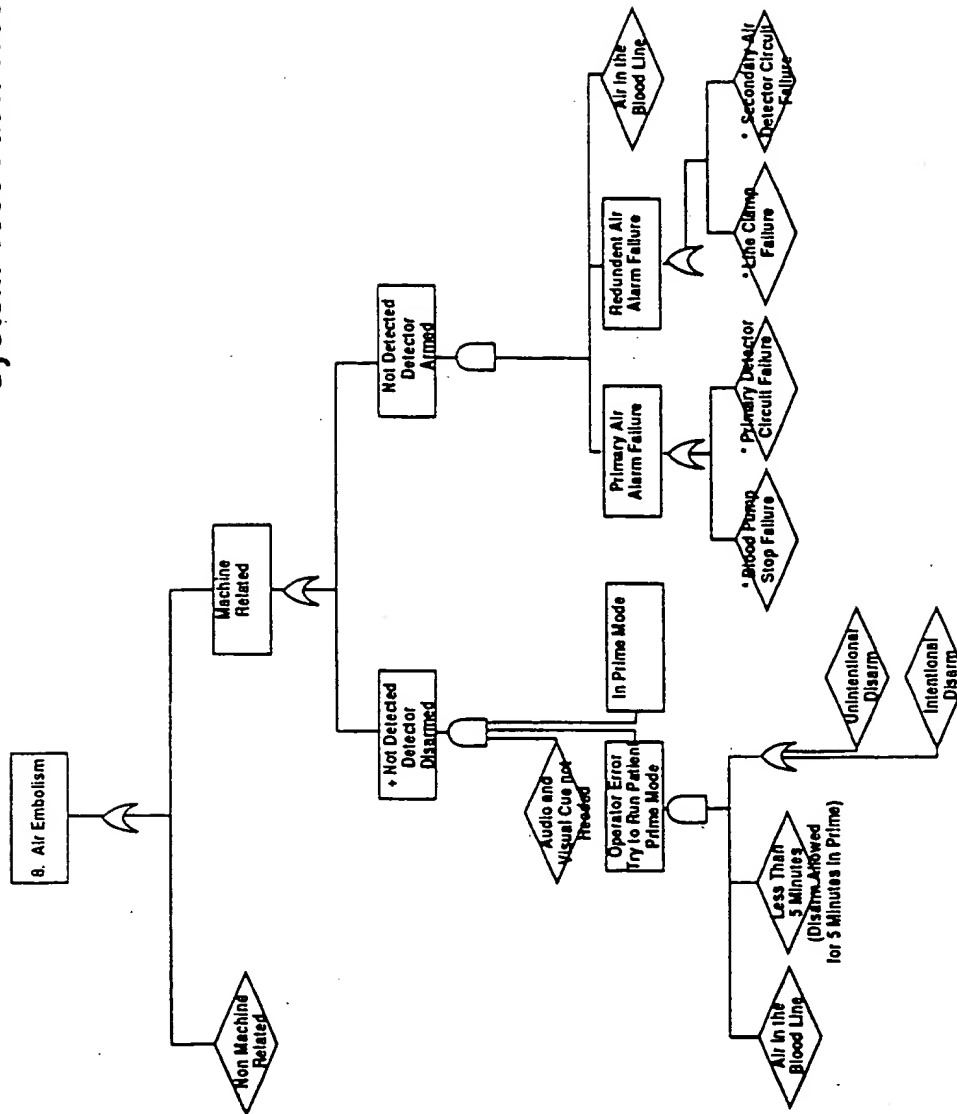 8. Air Embolism
Non Machine
Related
Machine
Related
+ Not Detected
Detector
Disarmed
Not Detected
Detector
Armed
Audio and
Visual Cue not
Heeded
Operator Error
Try to Run Patient
Prime Mode
In Prime Mode
Primary Air
Alarm Failure
Redundent Air
Alarm Failure
Air In the
Blood Line
Air In the
Blood Line
Less Than
5 Minutes
(Disarm Allowed
for 5 Minutes In Prime)
Unintentional
Disarm
Intentional
Disarm
* Blood Pump
Stop Failure
* Primary Detector
Circuit Failure
* Line Clamp
Failure
* Secondary Air
Detector Circuit
Failure